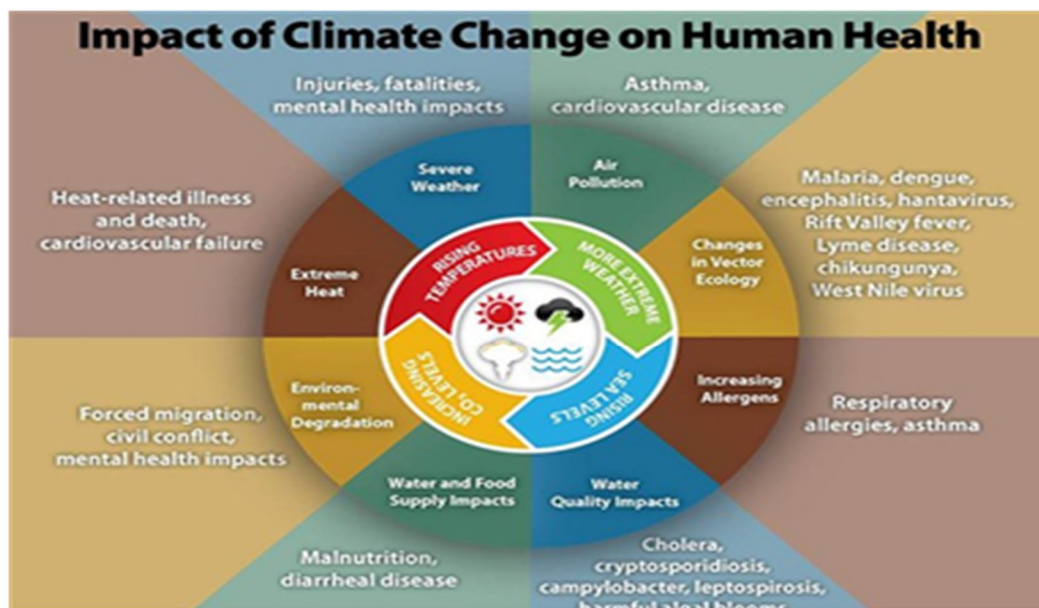 Impact of Climate Change on Human Health
Injuries, fatalities,
mental health impacts
Asthma,
cardiovascular disease
Severe
Weather
Air
Pollution
Heat-related illness
and death,
cardiovascular failure
Extreme
Heat
Changes
in Vector
Ecology
Malaria, dengue,
encephalitis, hantavirus,
Rift Valley fever,
Lyme disease,
chikungunya,
West Nile virus
RISING
TEMPERATURES
MORE EXTREME
WEATHER
INCREASING
CO₂ LEVELS
RISING
SEA LEVELS
Environ-
mental
Degradation
Forced migration,
civil conflict,
mental health impacts
Increasing
Allergens
Respiratory
allergies, asthma
Water and Food
Supply Impacts
Water
Quality Impacts
Malnutrition,
diarrheal disease
Cholera,
cryptosporidiosis,
campylobacter, leptospirosis,
harmful algal blooms